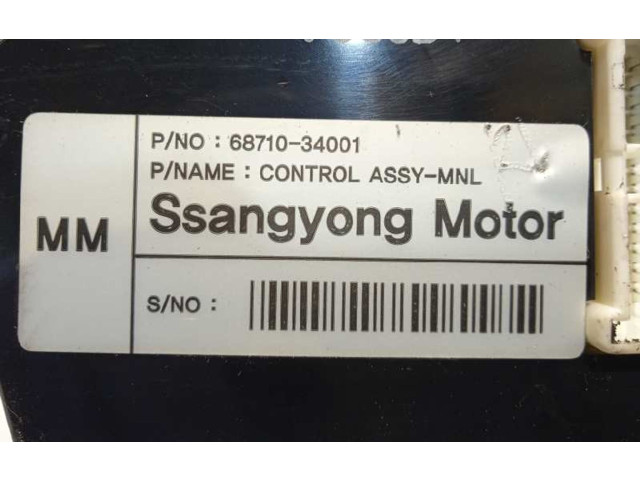 P/NO : 68710-34001
P/NAME : CONTROL ASSY-MNL
MM
Ssangyong Motor
S/NO :